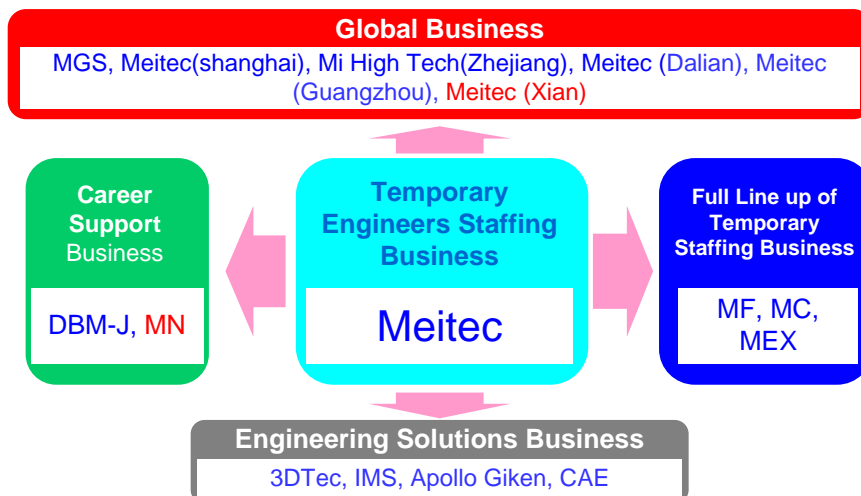 Global Business
MGS, Meitec(shanghai), Mi High Tech(Zhejiang), Meitec (Dalian), Meitec
(Guangzhou), Meitec (Xian)
Career
Support
Business
DBM-J, MN
Temporary
Engineers Staffing
Business
Meitec
Full Line up of
Temporary
Staffing Business
MF, MC,
MEX
Engineering Solutions Business
3DTec, IMS, Apollo Giken, CAE